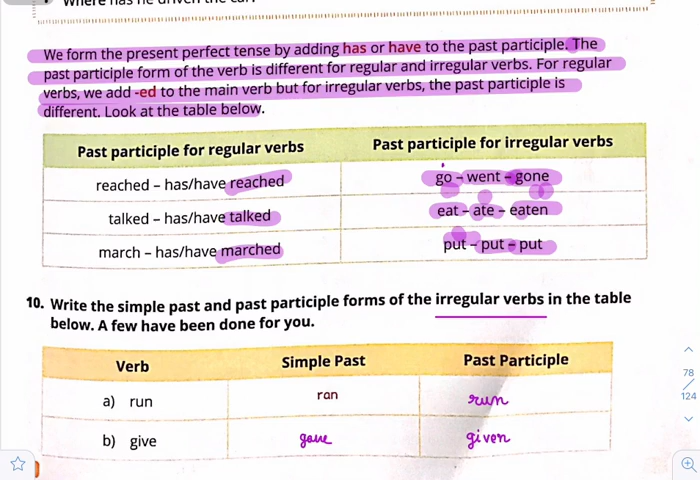 We form the present perfect tense by adding has or have to the past participle. The
past participle form of the verb is different for regular and irregular verbs. For regular
verbs, we add -ed to the main verb but for irregular verbs, the past participle is
different. Look at the table below.
Past participle for regular verbs Past participle for irregular verbs
reached – has/have reached go – went – gone
talked – has/have talked eat – ate – eaten
march – has/have marched put – put – put
10. Write the simple past and past participle forms of the irregular verbs in the table
below. A few have been done for you.
Verb Simple Past Past Participle
a) run ran run
b) give gave given
78
124